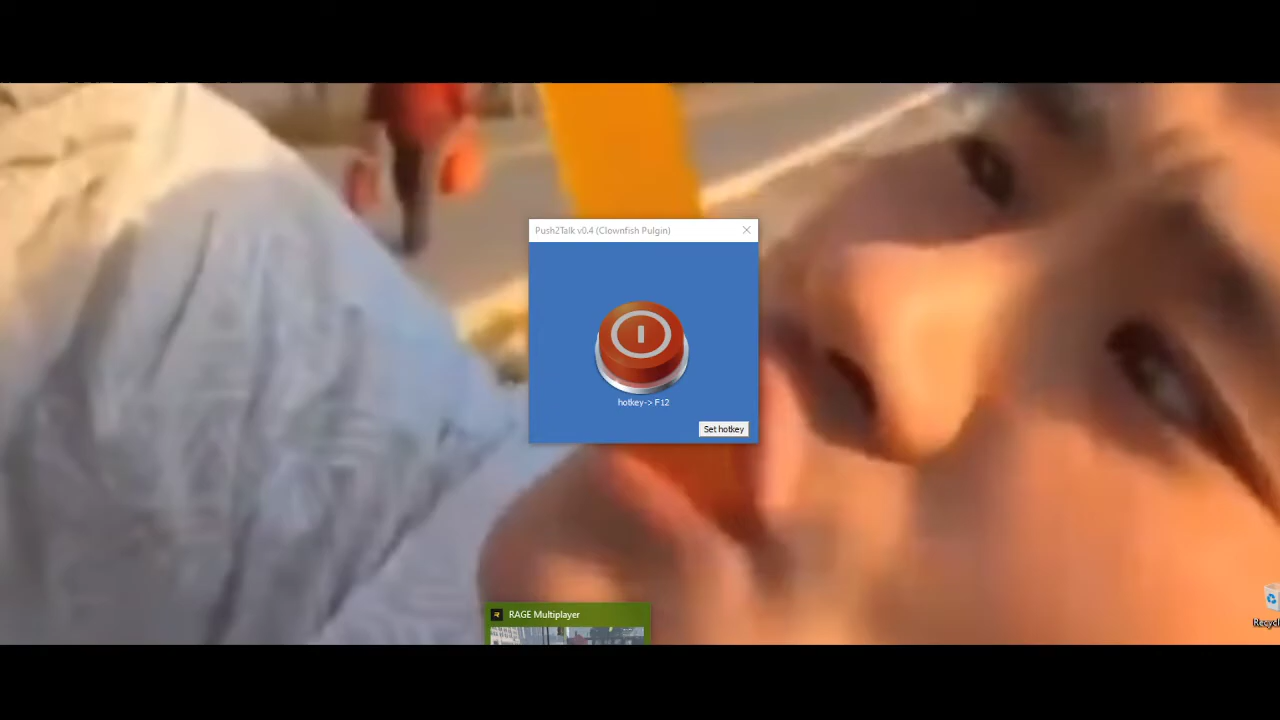 Push2Talk v0.4 (Clownfish Pulgin)
hotkey-> F12
Set hotkey
RAGE Multiplayer